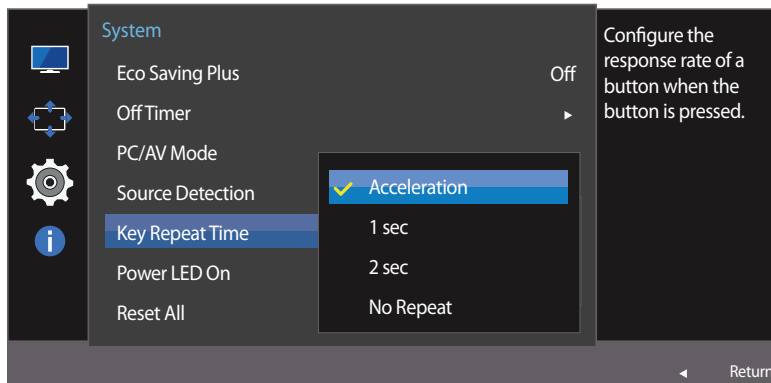 System
Eco Saving Plus Off
Off Timer
PC/AV Mode
Source Detection
Key Repeat Time
Power LED On
Reset All
Acceleration
1 sec
2 sec
No Repeat
Configure the
response rate of a
button when the
button is pressed.
Return